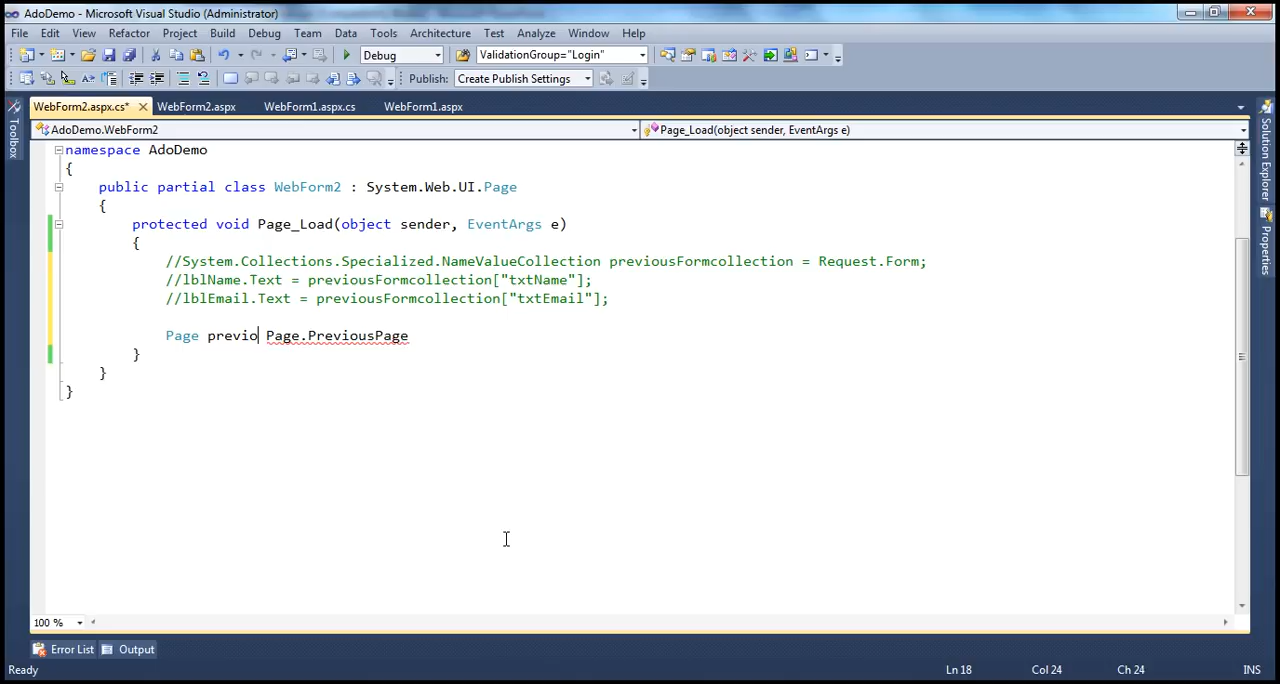 AdoDemo - Microsoft Visual Studio (Administrator)
File Edit View Refactor Project Build Debug Team Data Tools Architecture Test Analyze Window Help
Debug ValidationGroup="Login"
Publish: Create Publish Settings
WebForm2.aspx.cs* WebForm2.aspx WebForm1.aspx.cs WebForm1.aspx
AdoDemo.WebForm2 Page_Load(object sender, EventArgs e)
Toolbox
Solution Explorer
Properties
namespace AdoDemo
{
public partial class WebForm2 : System.Web.UI.Page
{
protected void Page_Load(object sender, EventArgs e)
{
//System.Collections.Specialized.NameValueCollection previousFormcollection = Request.Form;
//lblName.Text = previousFormcollection["txtName"];
//lblEmail.Text = previousFormcollection["txtEmail"];
Page previo Page.PreviousPage
}
}
}
100 %
Error List Output
Ready Ln 18 Col 24 Ch 24 INS